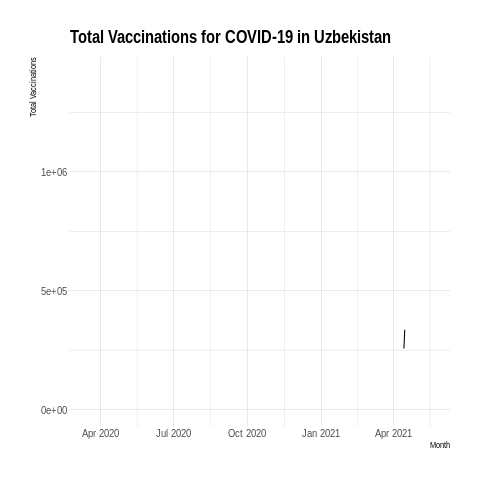 Total Vaccinations for COVID-19 in Uzbekistan
Total Vaccinations
1e+06
5e+05
0e+00
Apr 2020 Jul 2020 Oct 2020 Jan 2021 Apr 2021
Month